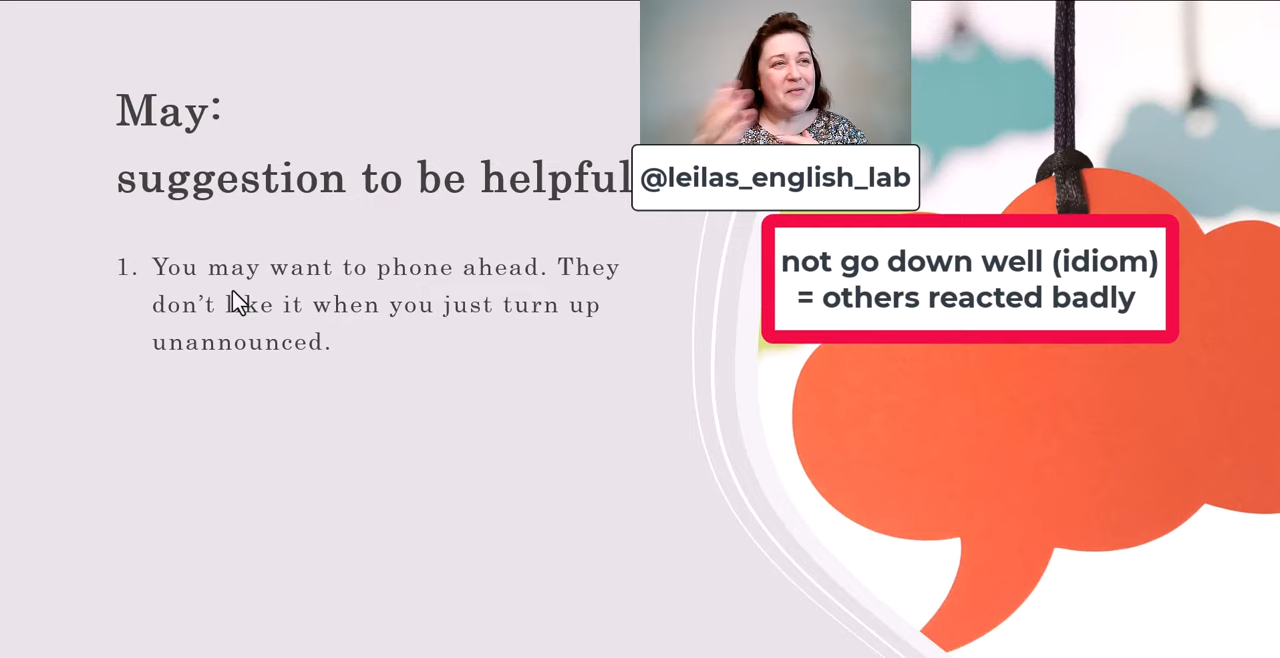 May:
suggestion to be helpful
1. You may want to phone ahead. They
don’t like it when you just turn up
unannounced.
@leilas_english_lab
not go down well (idiom)
= others reacted badly